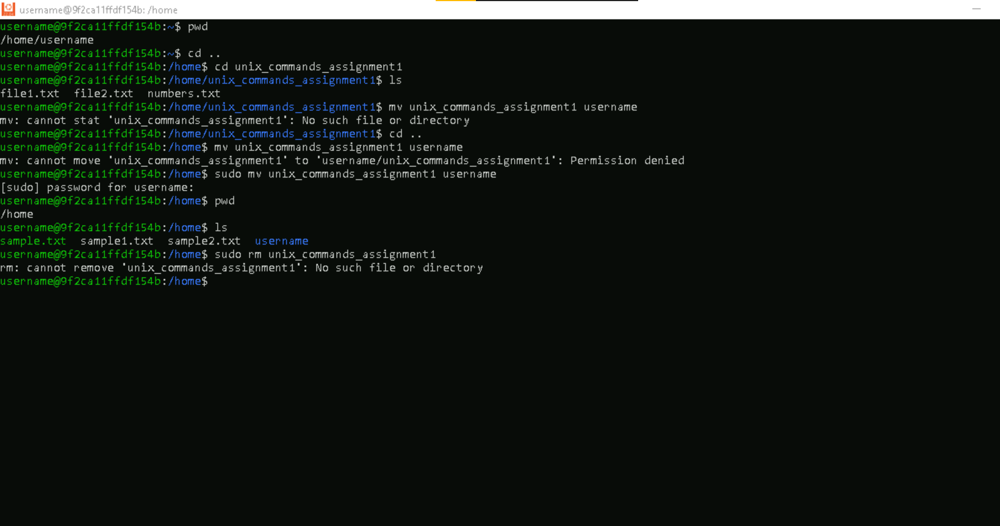 username@9f2ca11ffdf154b: /home
username@9f2ca11ffdf154b:~$ pwd
/home/username
username@9f2ca11ffdf154b:~$ cd ..
username@9f2ca11ffdf154b:/home$ cd unix_commands_assignment1
username@9f2ca11ffdf154b:/home/unix_commands_assignment1$ ls
file1.txt  file2.txt  numbers.txt
username@9f2ca11ffdf154b:/home/unix_commands_assignment1$ mv unix_commands_assignment1 username
mv: cannot stat 'unix_commands_assignment1': No such file or directory
username@9f2ca11ffdf154b:/home/unix_commands_assignment1$ cd ..
username@9f2ca11ffdf154b:/home$ mv unix_commands_assignment1 username
mv: cannot move 'unix_commands_assignment1' to 'username/unix_commands_assignment1': Permission denied
username@9f2ca11ffdf154b:/home$ sudo mv unix_commands_assignment1 username
[sudo] password for username:
username@9f2ca11ffdf154b:/home$ pwd
/home
username@9f2ca11ffdf154b:/home$ ls
sample.txt  sample1.txt  sample2.txt  username
username@9f2ca11ffdf154b:/home$ sudo rm unix_commands_assignment1
rm: cannot remove 'unix_commands_assignment1': No such file or directory
username@9f2ca11ffdf154b:/home$